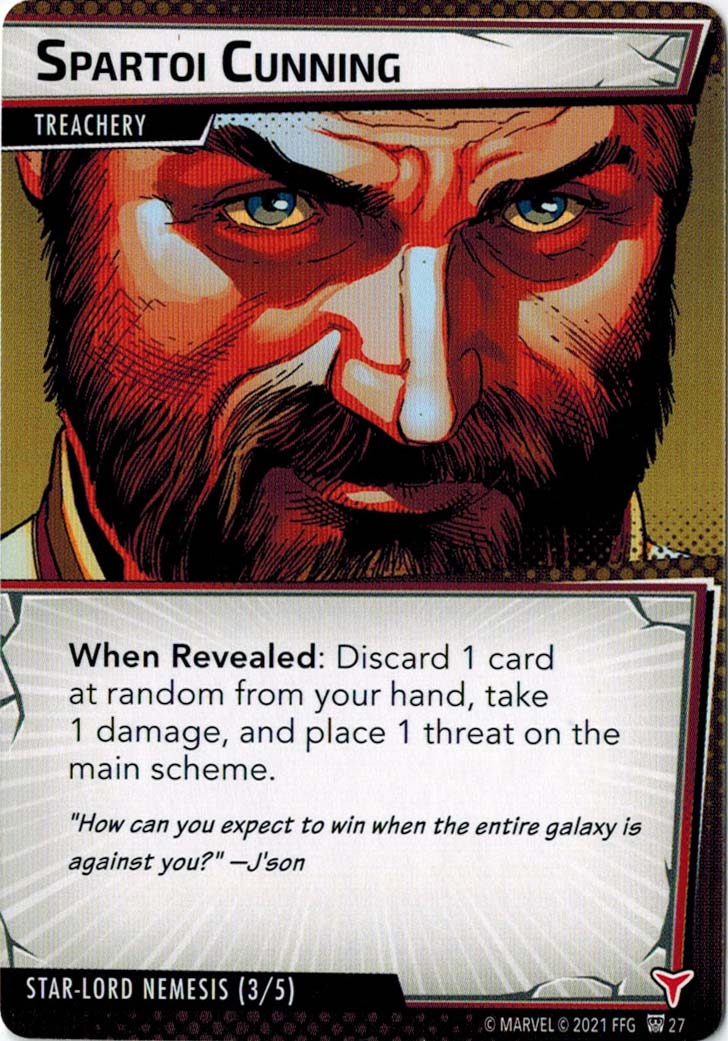 SPARTOI CUNNING
TREACHERY
When Revealed: Discard 1 card
at random from your hand, take
1 damage, and place 1 threat on the
main scheme.
"How can you expect to win when the entire galaxy is
against you?" —J'son
STAR-LORD NEMESIS (3/5)
© MARVEL © 2021 FFG 27